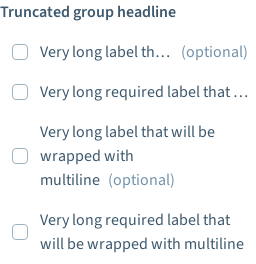 Truncated group headline
Very long label th… (optional)
Very long required label that …
Very long label that will be
wrapped with
multiline (optional)
Very long required label that
will be wrapped with multiline